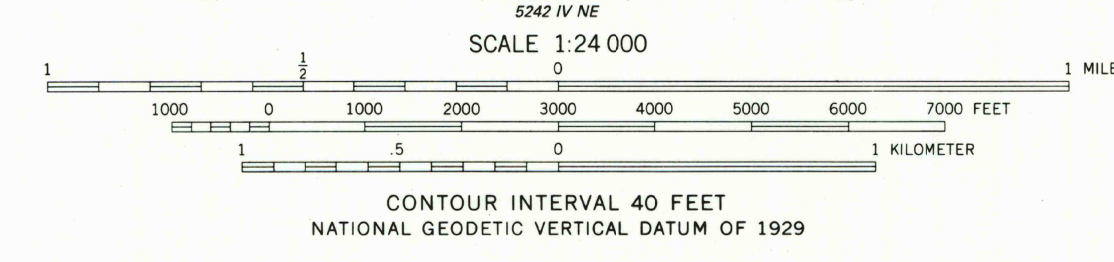 5242 IV NE
SCALE 1:24 000
1 1/2 0 1 MILE
1000 0 1000 2000 3000 4000 5000 6000 7000 FEET
1 .5 0 1 KILOMETER
CONTOUR INTERVAL 40 FEET
NATIONAL GEODETIC VERTICAL DATUM OF 1929